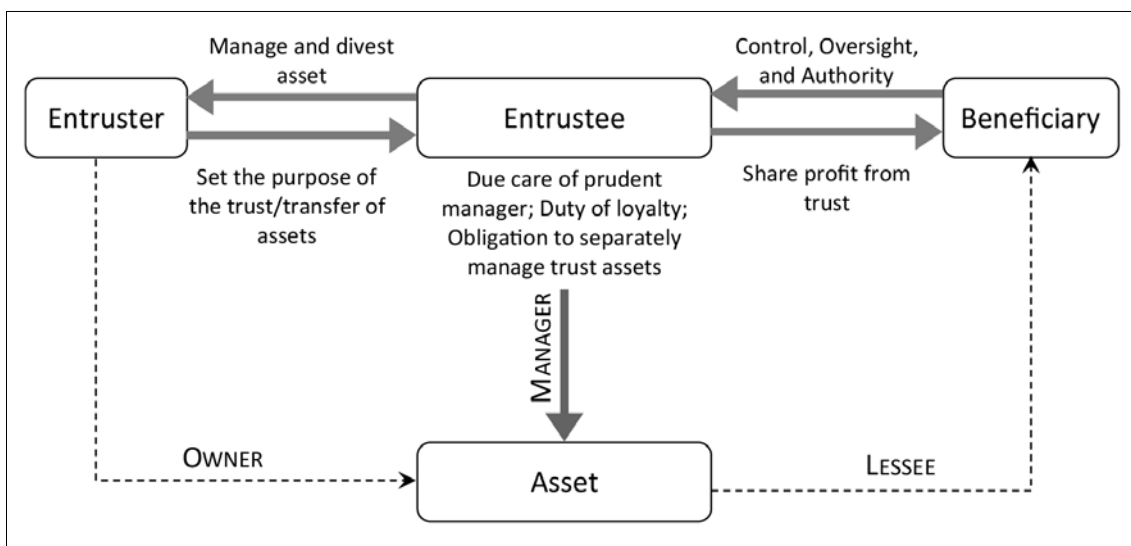 Manage and divest
asset
Control, Oversight,
and Authority
Entruster
Entrustee
Beneficiary
Set the purpose of
the trust/transfer of
assets
Due care of prudent
manager; Duty of loyalty;
Obligation to separately
manage trust assets
Share profit from
trust
MANAGER
OWNER
LESSEE
Asset